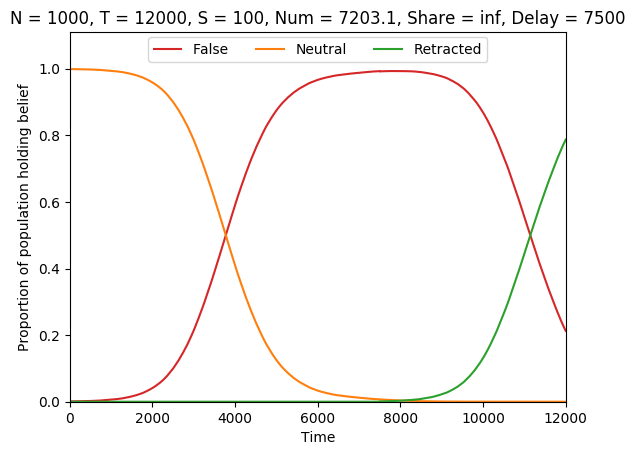 N = 1000, T = 12000, S = 100, Num = 7203.1, Share = inf, Delay = 7500
False Neutral Retracted
Proportion of population holding belief
1.0
0.8
0.6
0.4
0.2
0.0
0 2000 4000 6000 8000 10000 12000
Time